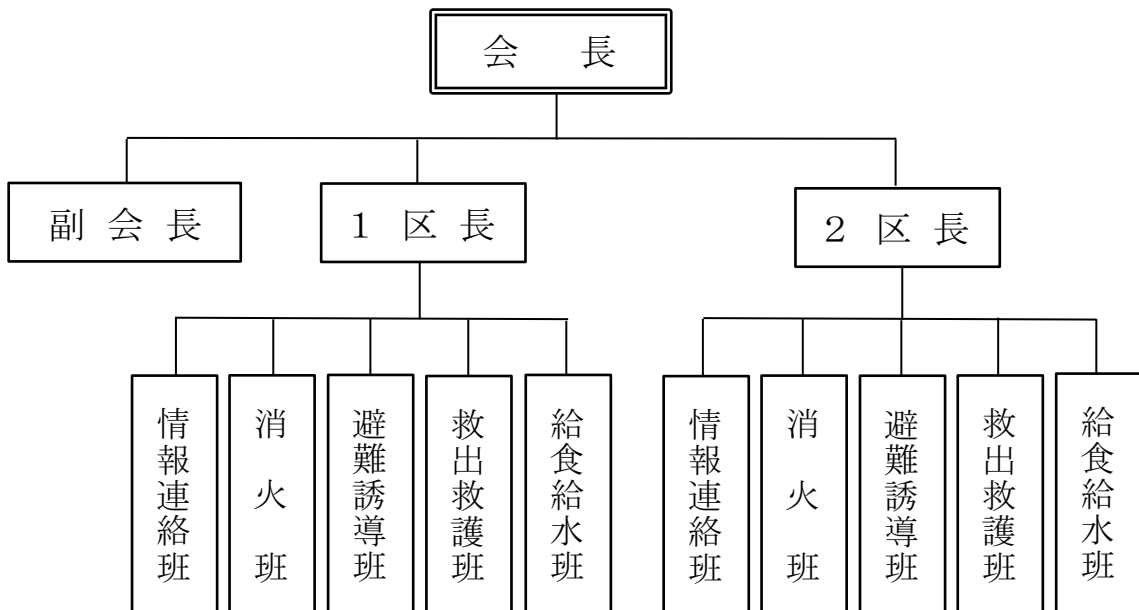 会　長
副 会 長
１ 区 長
２ 区 長
情報連絡班
消 火 班
避難誘導班
救出救護班
給食給水班
情報連絡班
消 火 班
避難誘導班
救出救護班
給食給水班